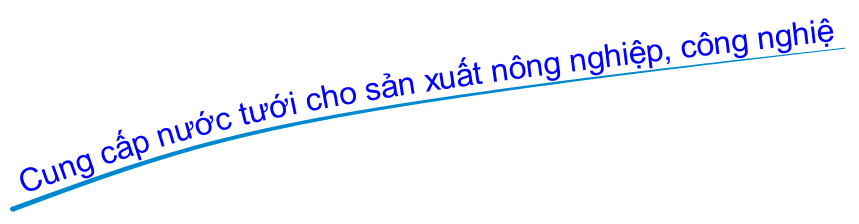 Cung cấp nước tưới cho sản xuất nông nghiệp, công nghiệ